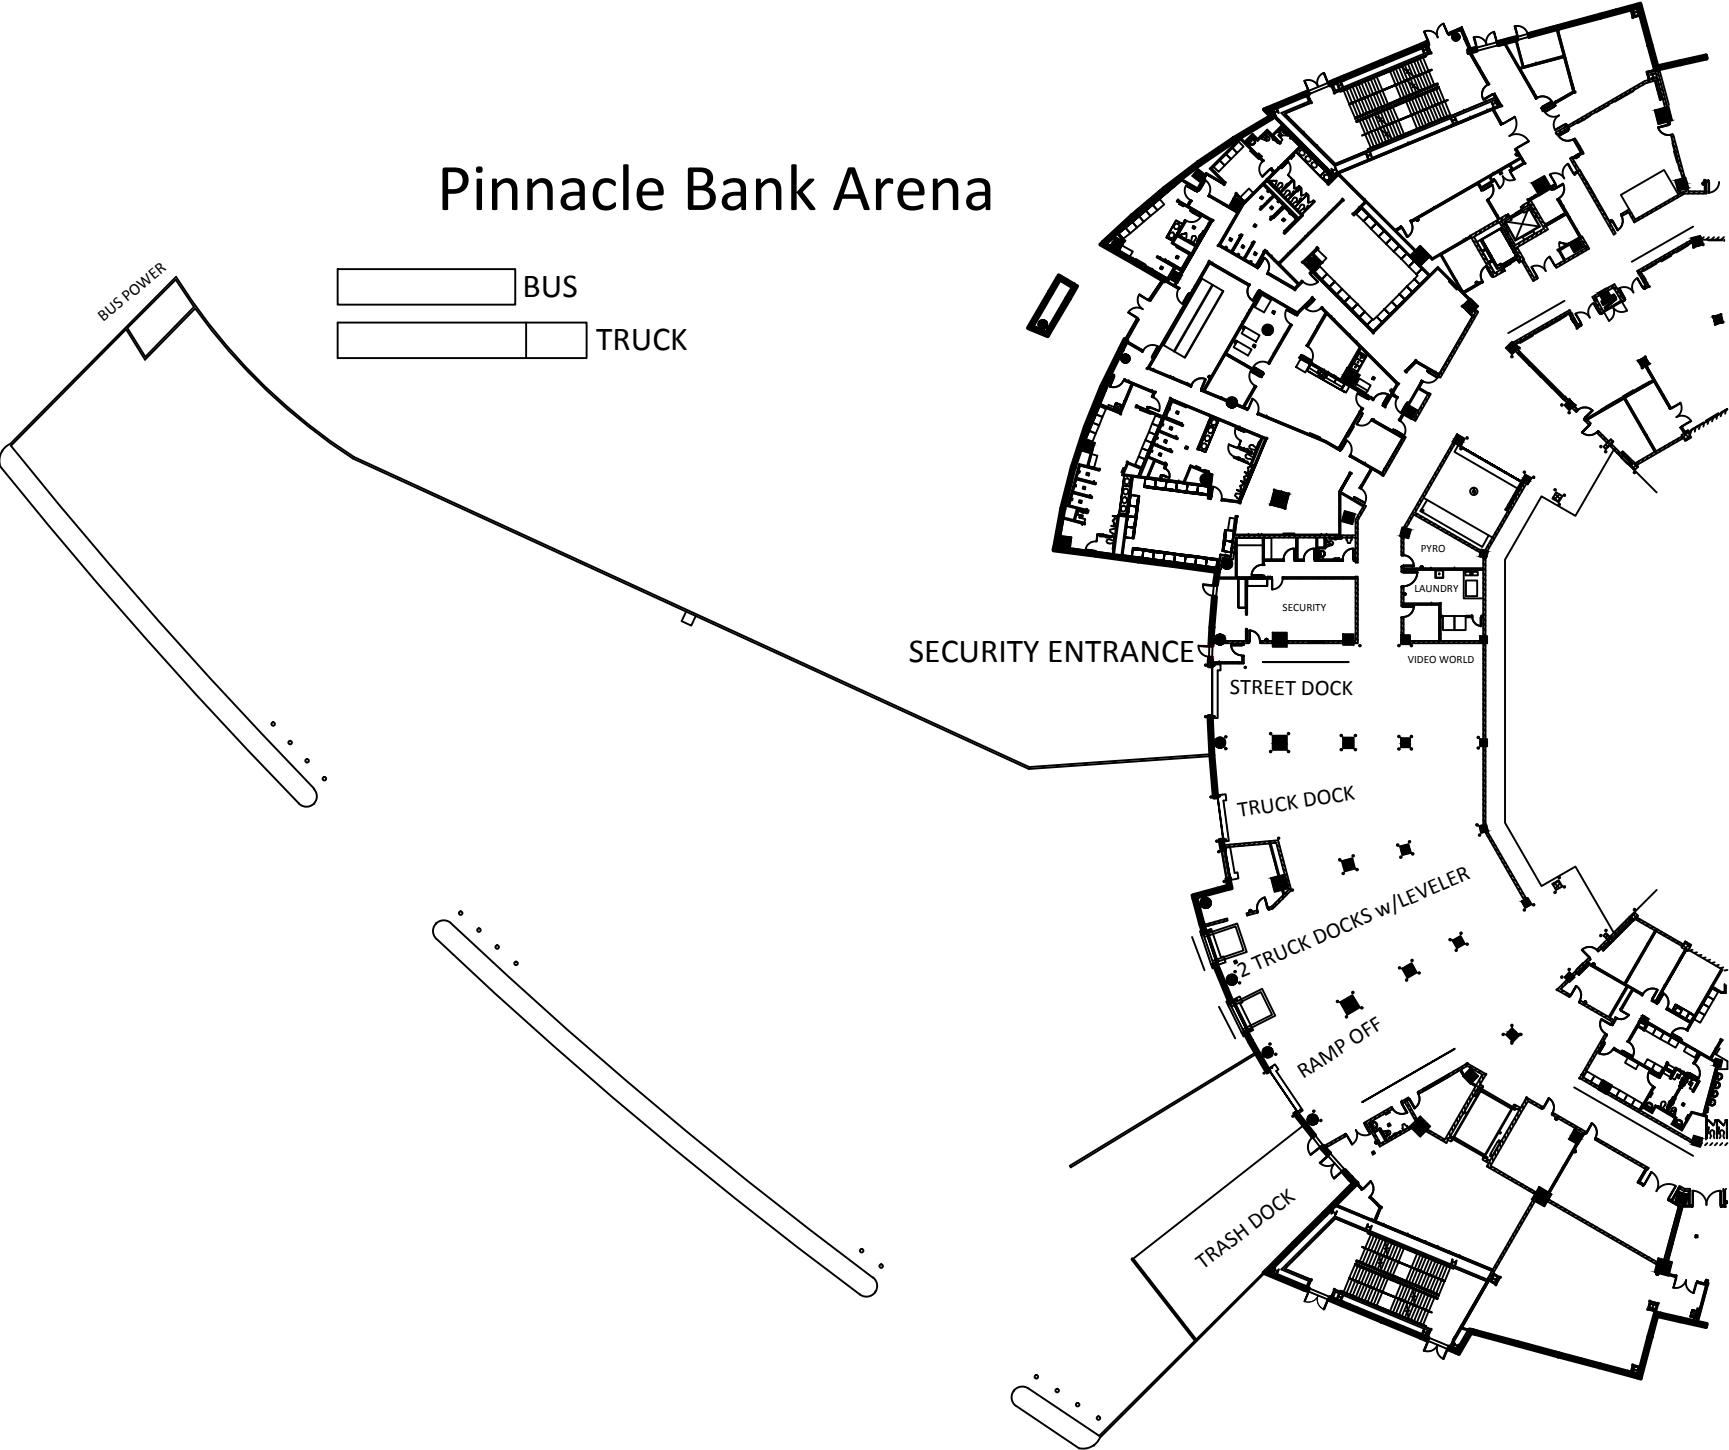 Pinnacle Bank Arena
BUS POWER
BUS
TRUCK
PYRO
LAUNDRY
SECURITY
SECURITY ENTRANCE
VIDEO WORLD
STREET DOCK
TRUCK DOCK
2 TRUCK DOCKS w/LEVELER
RAMP OFF
TRASH DOCK